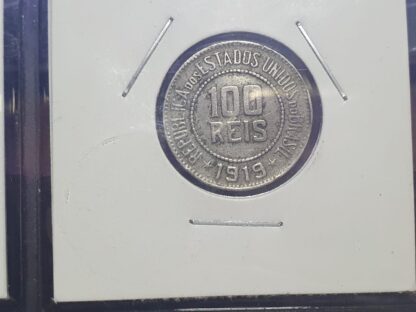 REPUBLICA DOS ESTADOS UNIDOS DO BRASIL
100
REIS
1919